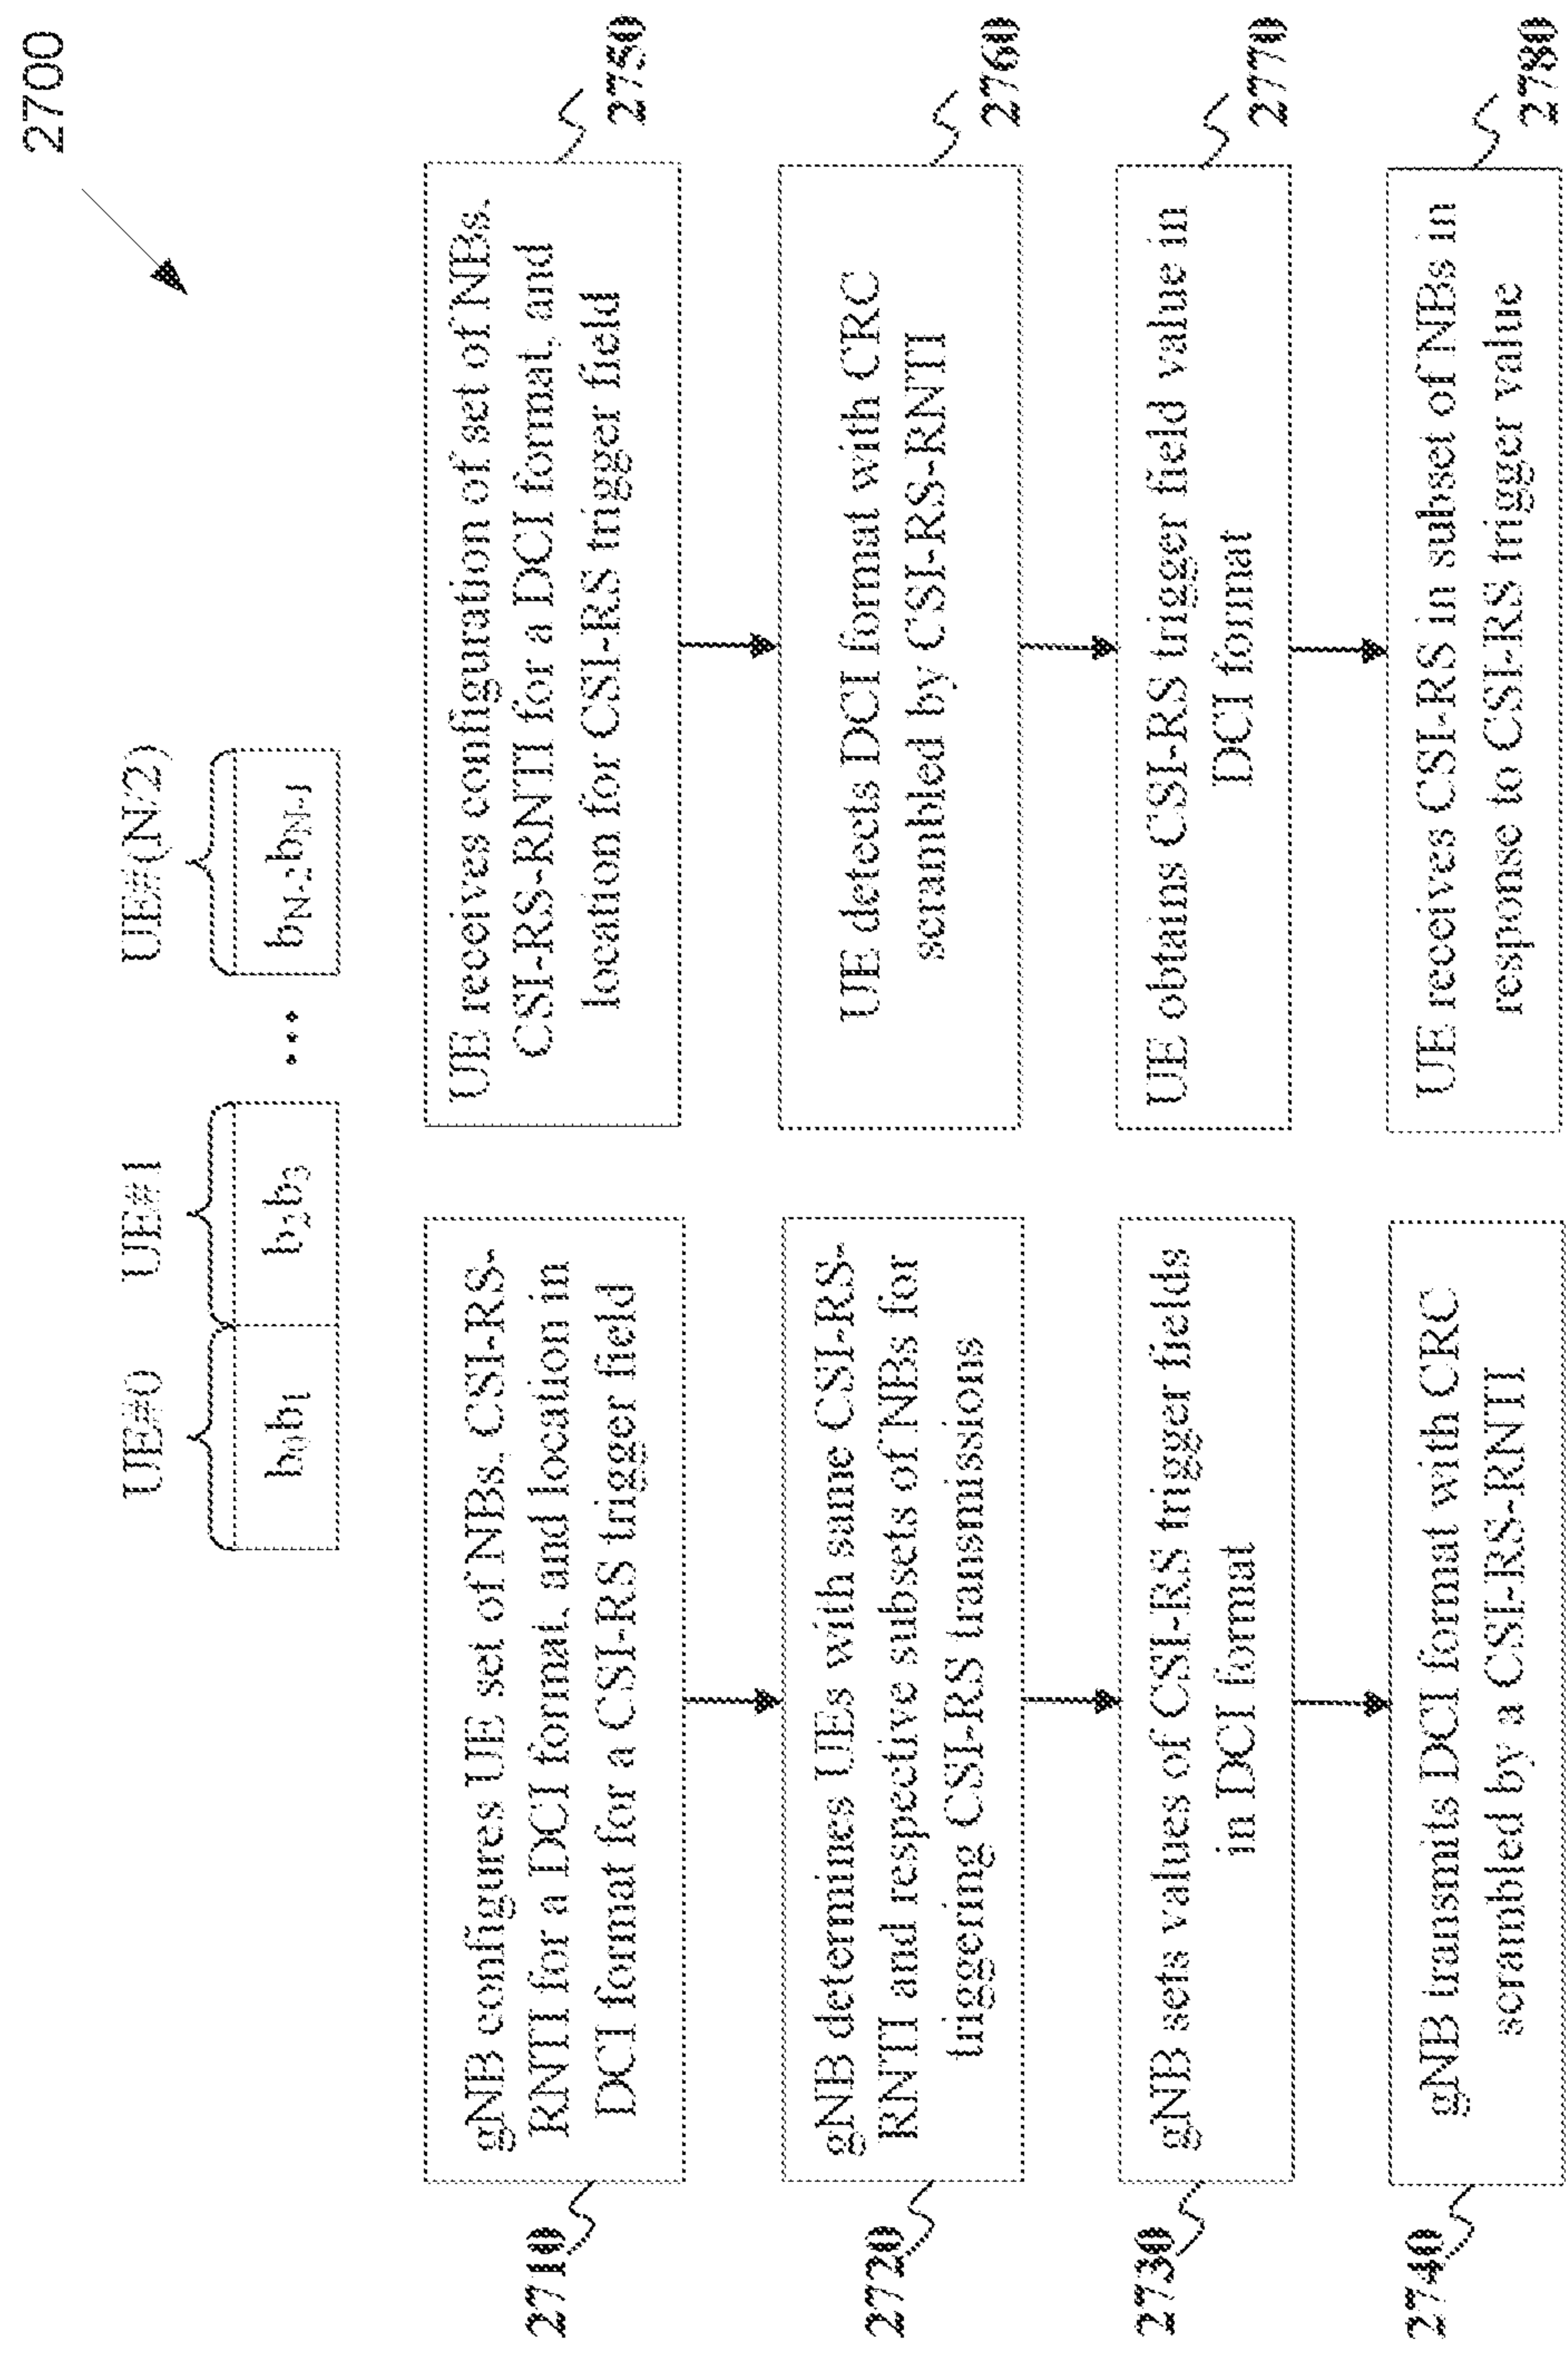 2700
UE#0 UE#1 UE#(N/2)
b0b1 b2b3 ... bN-2bN-1
gNB configures UE set of NBs, CSI-RS-
RNTI for a DCI format, and location in
DCI format for a CSI-RS trigger field
2710
gNB determines UEs with same CSI-RS-
RNTI and respective subsets of NBs for
triggering CSI-RS transmissions
2720
gNB sets values of CSI-RS trigger fields
in DCI format
2730
gNB transmits DCI format with CRC
scrambled by a CSI-RS-RNTI
2740
UE receives configuration of set of NBs,
CSI-RS-RNTI for a DCI format, and
location for CSI-RS trigger field
2750
UE detects DCI format with CRC
scrambled by CSI-RS-RNTI
2760
UE obtains CSI-RS trigger field value in
DCI format
2770
UE receives CSI-RS in subset of NBs in
response to CSI-RS trigger value
2780